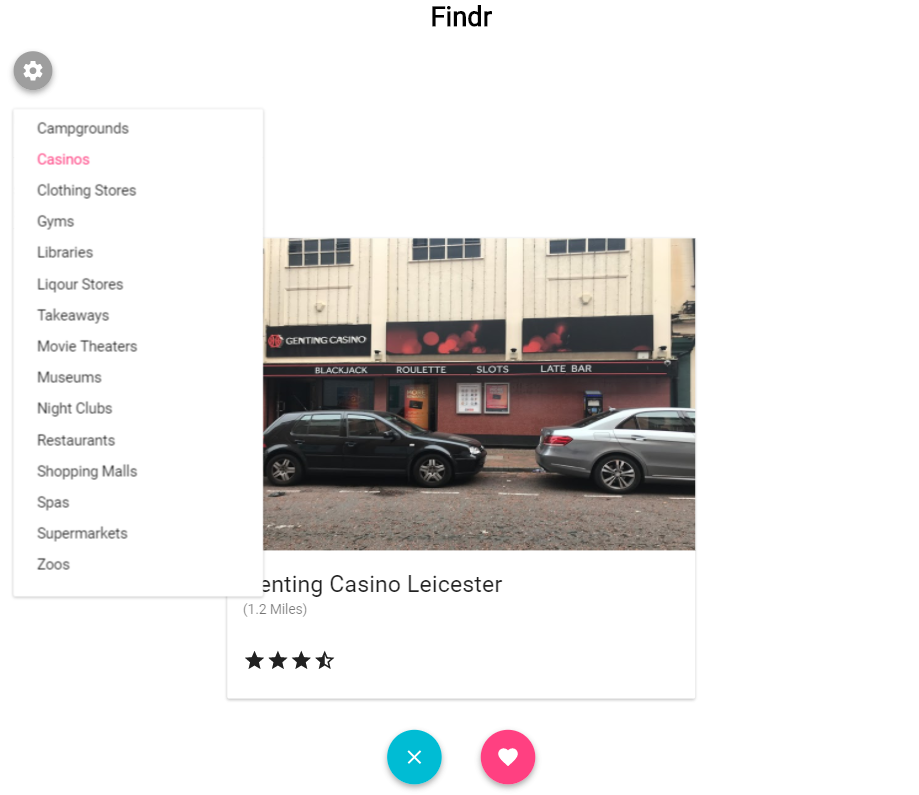 Findr
Campgrounds
Casinos
Clothing Stores
Gyms
Libraries
Liqour Stores
Takeaways
Movie Theaters
Museums
Night Clubs
Restaurants
Shopping Malls
Spas
Supermarkets
Zoos
GENTING CASINO
BLACKJACK ROULETTE SLOTS LATE BAR
enting Casino Leicester
(1.2 Miles)